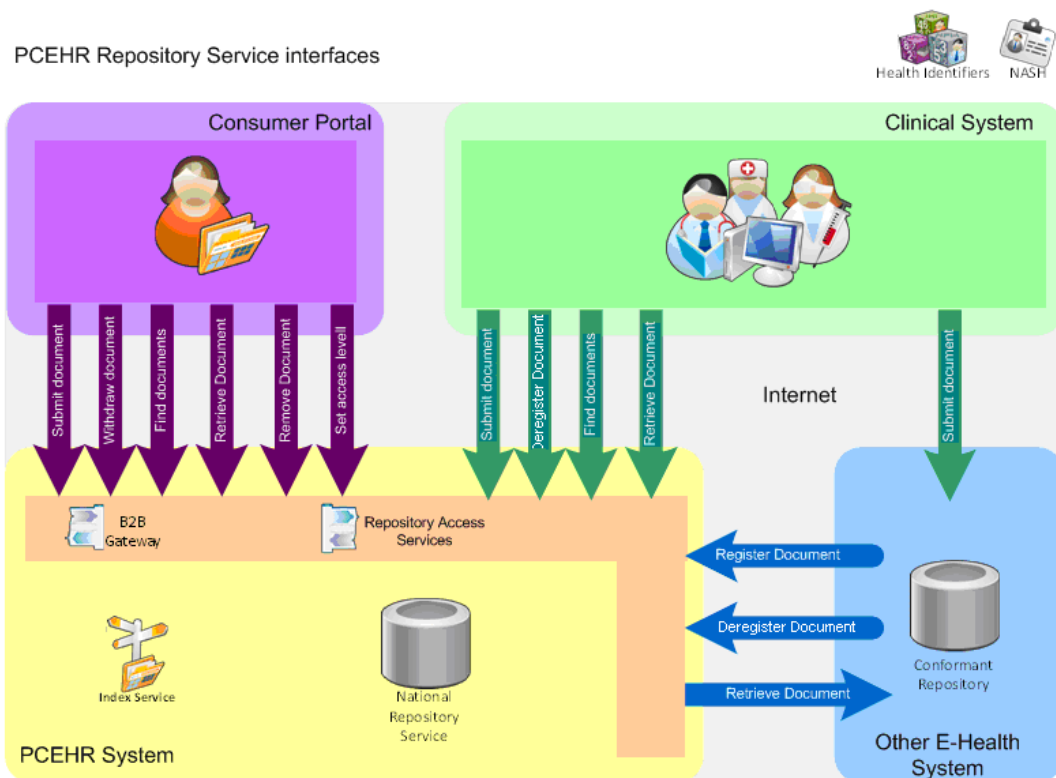 PCEHR Repository Service interfaces
Health Identifiers
NASH
Consumer Portal
Clinical System
Submit document
Withdraw document
Find documents
Retrieve Document
Remove Document
Set access levell
Submit document
Deregister Document
Find documents
Retrieve Document
Submit document
Internet
B2B
Gateway
Repository Access
Services
Register Document
Deregister Document
Retrieve Document
Index Service
National
Repository
Service
Conformant
Repository
PCEHR System
Other E-Health
System